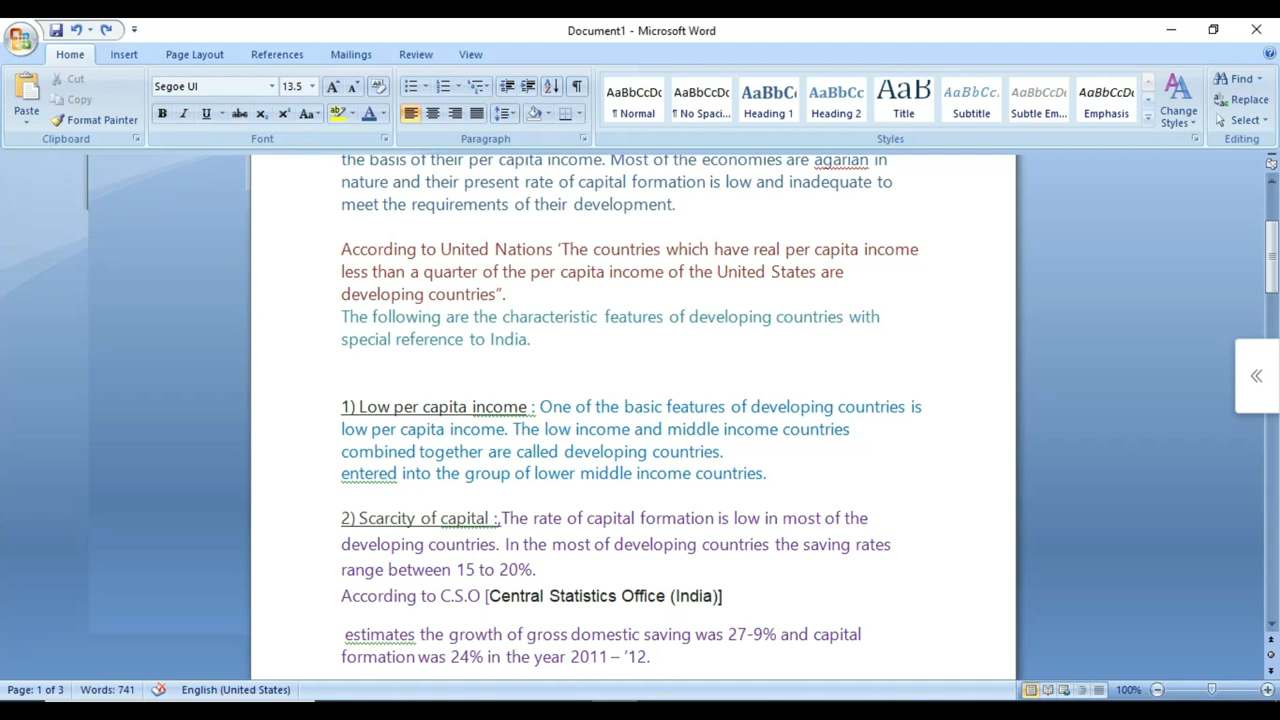 Document1 - Microsoft Word
Home Insert Page Layout References Mailings Review View
Paste
Cut
Copy
Format Painter
Clipboard
Segoe UI 13.5
Font
Paragraph
AaBbCcDc AaBbCcDc AaBbCc AaBbCc AaB AaBbCc. AaBbCcDc AaBbCcDc
¶ Normal ¶ No Spaci... Heading 1 Heading 2 Title Subtitle Subtle Em... Emphasis
Change Styles
Styles
Find
Replace
Select
Editing
the basis of their per capita income. Most of the economies are agarian in
nature and their present rate of capital formation is low and inadequate to
meet the requirements of their development.
According to United Nations ‘The countries which have real per capita income
less than a quarter of the per capita income of the United States are
developing countries”.
The following are the characteristic features of developing countries with
special reference to India.
1) Low per capita income : One of the basic features of developing countries is
low per capita income. The low income and middle income countries
combined together are called developing countries.
entered into the group of lower middle income countries.
2) Scarcity of capital :,The rate of capital formation is low in most of the
developing countries. In the most of developing countries the saving rates
range between 15 to 20%.
According to C.S.O [Central Statistics Office (India)]
estimates the growth of gross domestic saving was 27-9% and capital
formation was 24% in the year 2011 – ’12.
Page: 1 of 3 Words: 741 English (United States) 100%